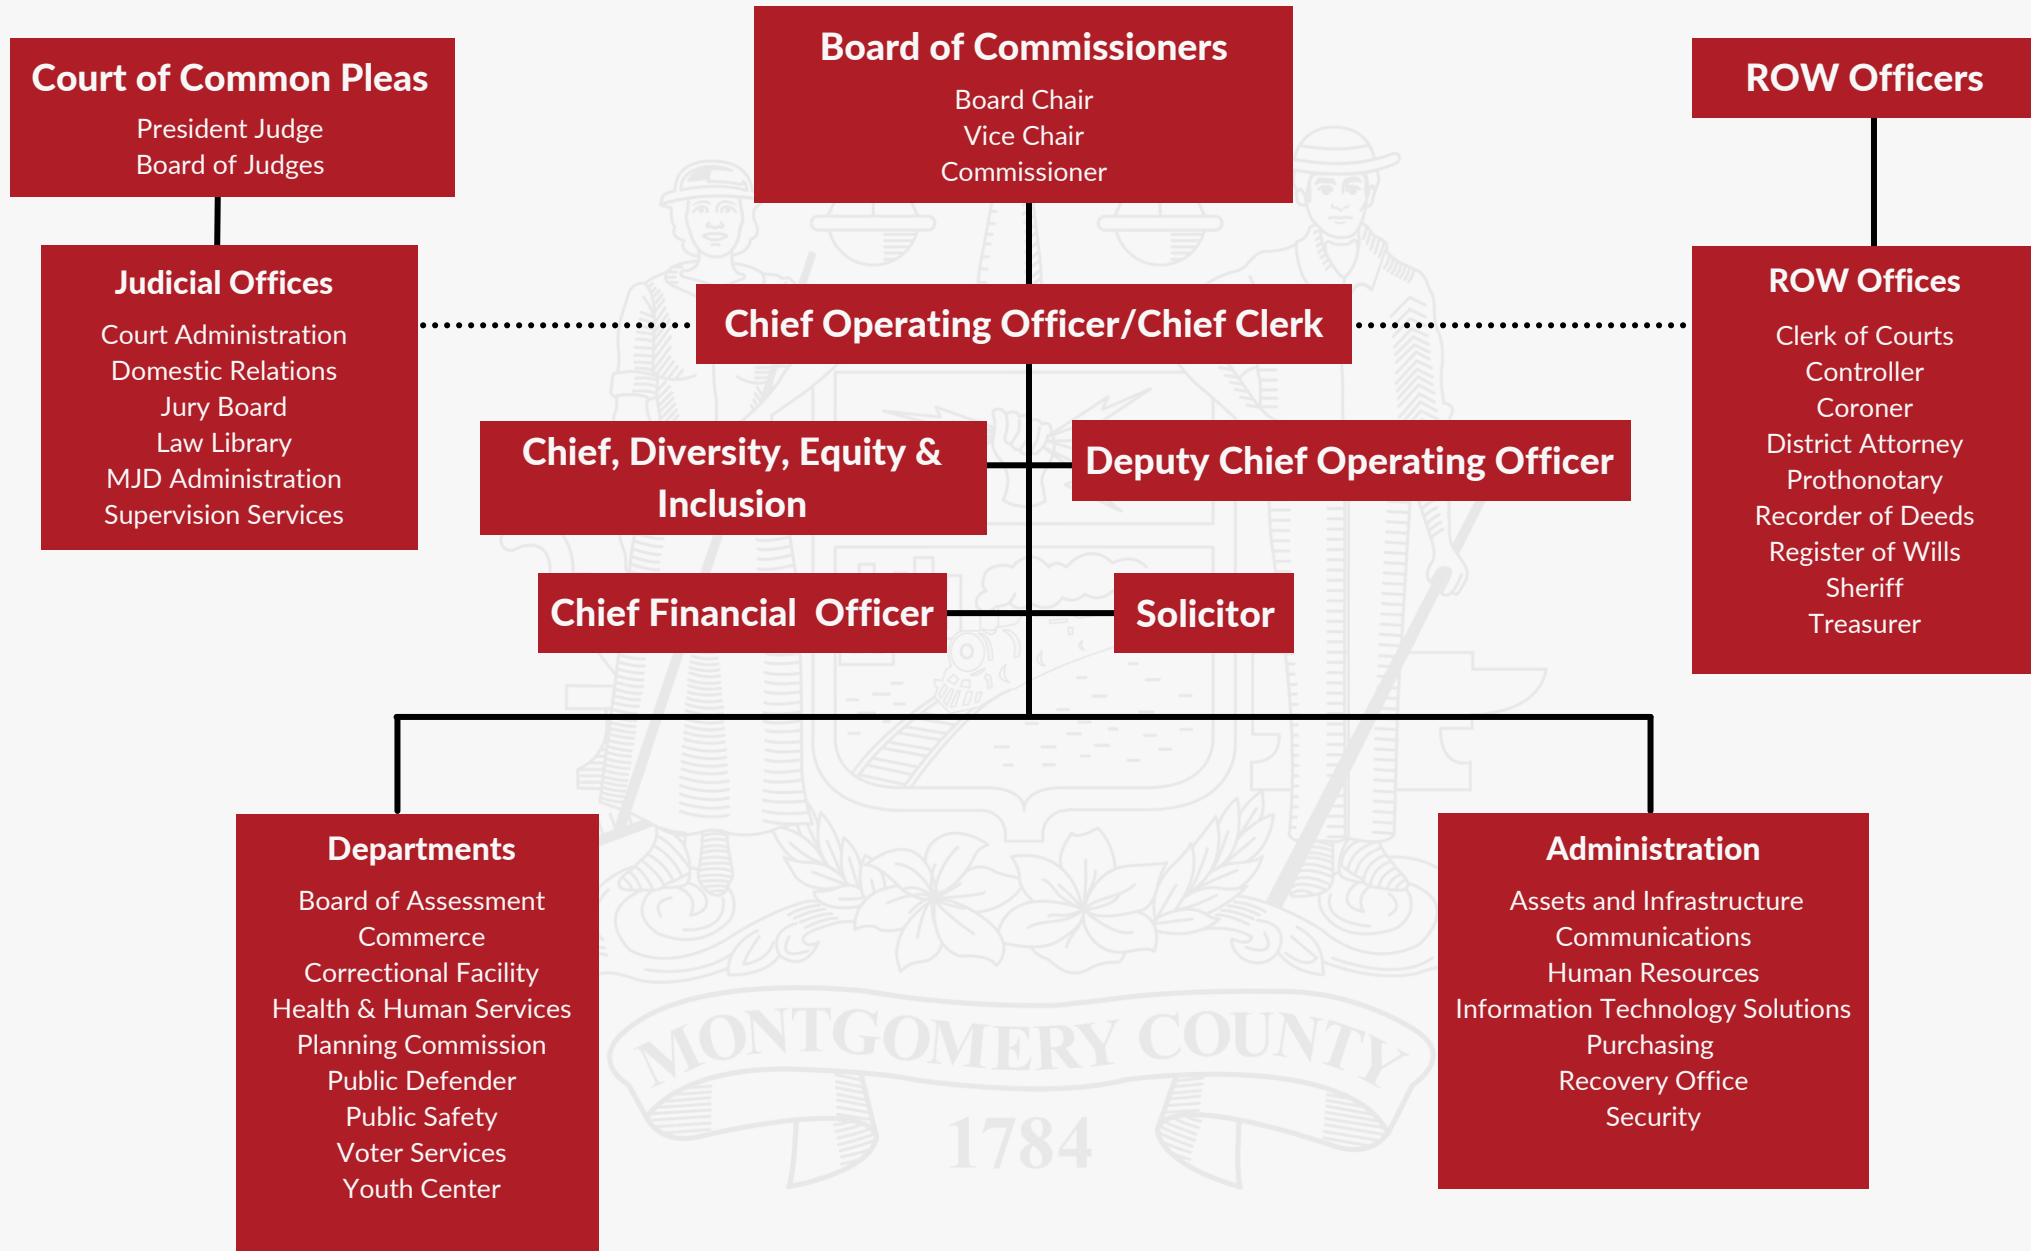 Court of Common Pleas
President Judge
Board of Judges
Board of Commissioners
Board Chair
Vice Chair
Commissioner
ROW Officers
Judicial Offices
Court Administration
Domestic Relations
Jury Board
Law Library
MJD Administration
Supervision Services
Chief Operating Officer/Chief Clerk
ROW Offices
Clerk of Courts
Controller
Coroner
District Attorney
Prothonotary
Recorder of Deeds
Register of Wills
Sheriff
Treasurer
Chief, Diversity, Equity &
Inclusion
Deputy Chief Operating Officer
Chief Financial Officer
Solicitor
Departments
Board of Assessment
Commerce
Correctional Facility
Health & Human Services
Planning Commission
Public Defender
Public Safety
Voter Services
Youth Center
Administration
Assets and Infrastructure
Communications
Human Resources
Information Technology Solutions
Purchasing
Recovery Office
Security
MONTGOMERY COUNTY
1784